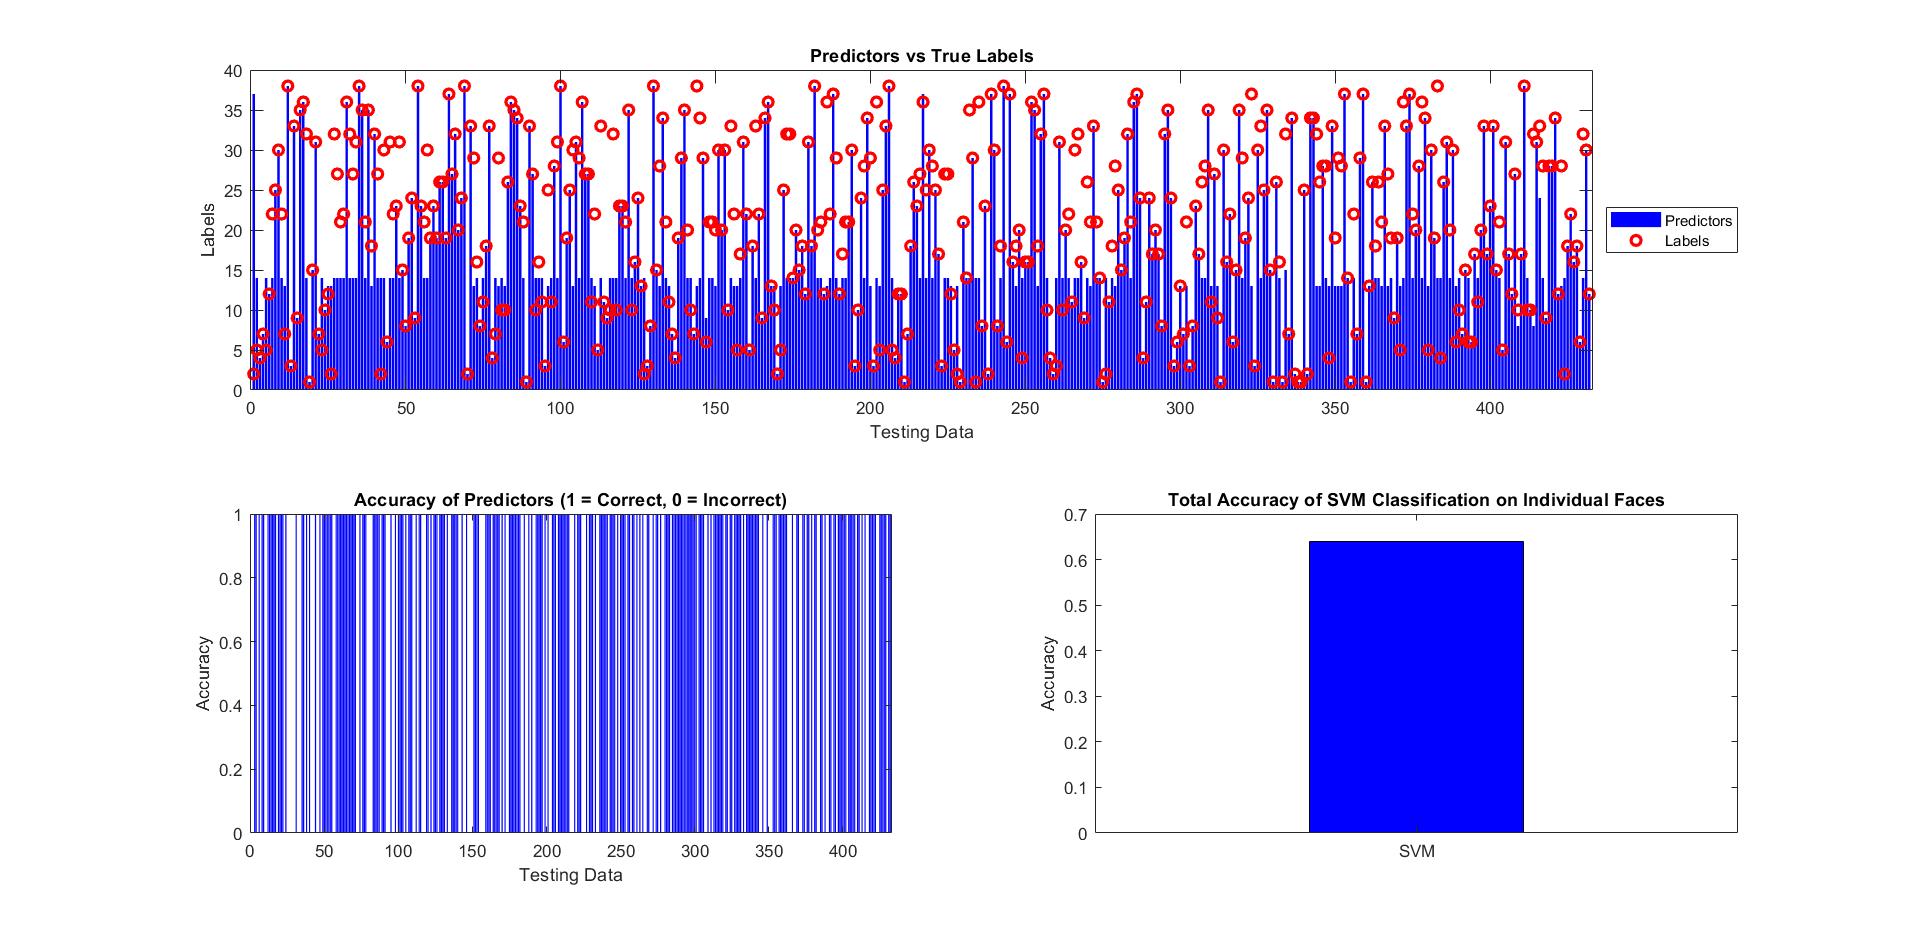 Predictors vs True Labels
40
35
30
25
20
15
10
5
0
Labels
0 50 100 150 200 250 300 350 400
Testing Data
Predictors
Labels
Accuracy of Predictors (1 = Correct, 0 = Incorrect)
1
0.8
0.6
0.4
0.2
0
Accuracy
0 50 100 150 200 250 300 350 400
Testing Data
Total Accuracy of SVM Classification on Individual Faces
0.7
0.6
0.5
0.4
0.3
0.2
0.1
0
Accuracy
SVM